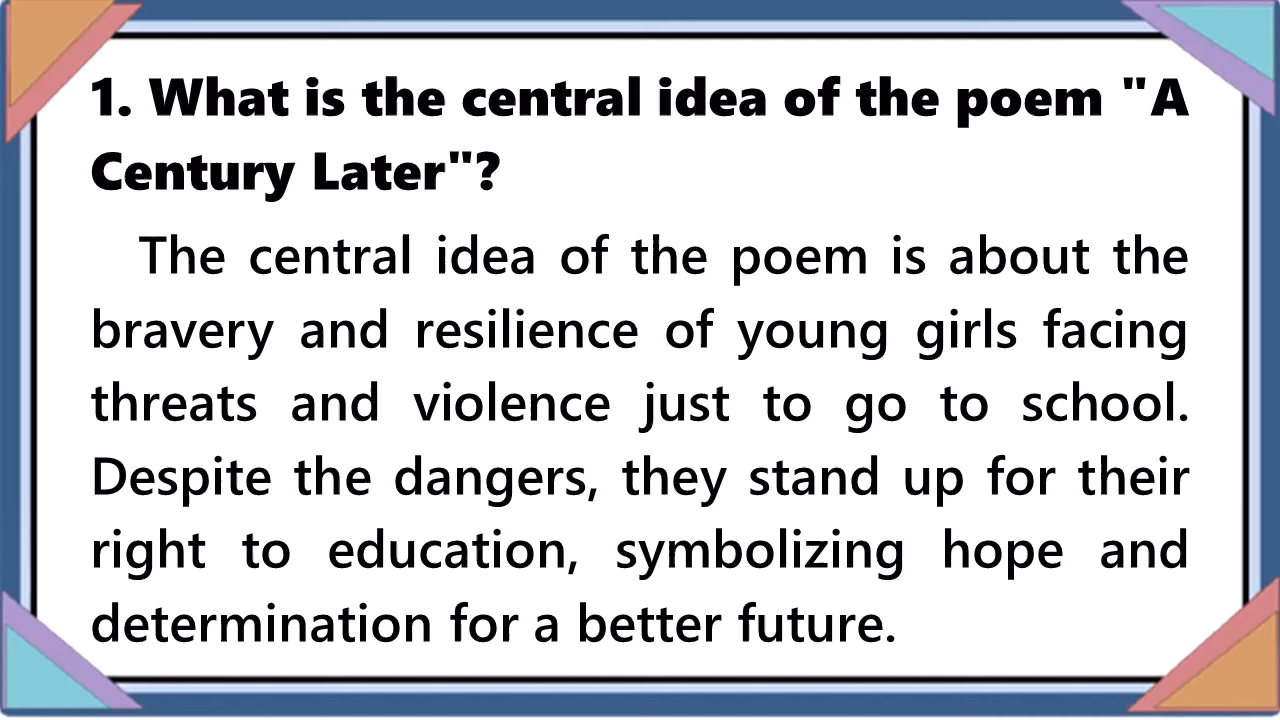 1. What is the central idea of the poem "A
Century Later"?
The central idea of the poem is about the
bravery and resilience of young girls facing
threats and violence just to go to school.
Despite the dangers, they stand up for their
right to education, symbolizing hope and
determination for a better future.